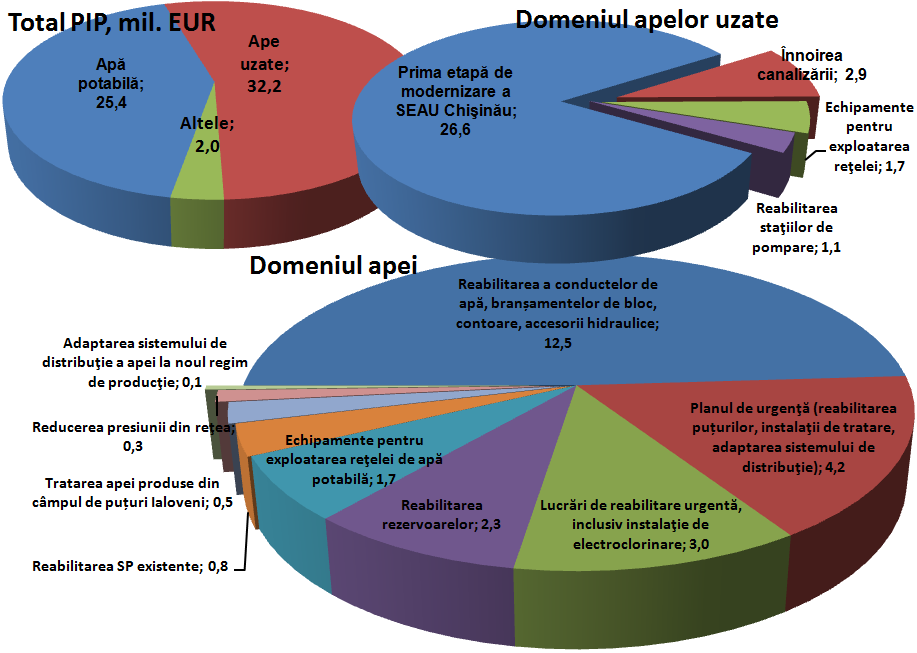 Total PIP, mil. EUR
Apă
potabilă;
25,4
Ape
uzate;
32,2
Altele;
2,0
Domeniul apelor uzate
Prima etapă de
modernizare a
SEAU Chişinău;
26,6
Înnoirea
canalizării; 2,9
Echipamente
pentru
exploatarea
reţelei; 1,7
Reabilitarea
staţiilor de
pompare; 1,1
Domeniul apei
Reabilitarea a conductelor de
apă, branșamentelor de bloc,
contoare, accesorii hidraulice;
12,5
Planul de urgenţă (reabilitarea
puțurilor, instalații de tratare,
adaptarea sistemului de
distribuție); 4,2
Lucrări de reabilitare urgentă,
inclusiv instalaţie de
electroclorinare; 3,0
Reabilitarea
rezervoarelor; 2,3
Echipamente pentru
exploatarea reţelei de apă
potabilă; 1,7
Reabilitarea SP existente; 0,8
Tratarea apei produse din
câmpul de puțuri Ialoveni; 0,5
Reducerea presiunii din reţea;
0,3
Adaptarea sistemului de
distribuţie a apei la noul regim
de producţie; 0,1